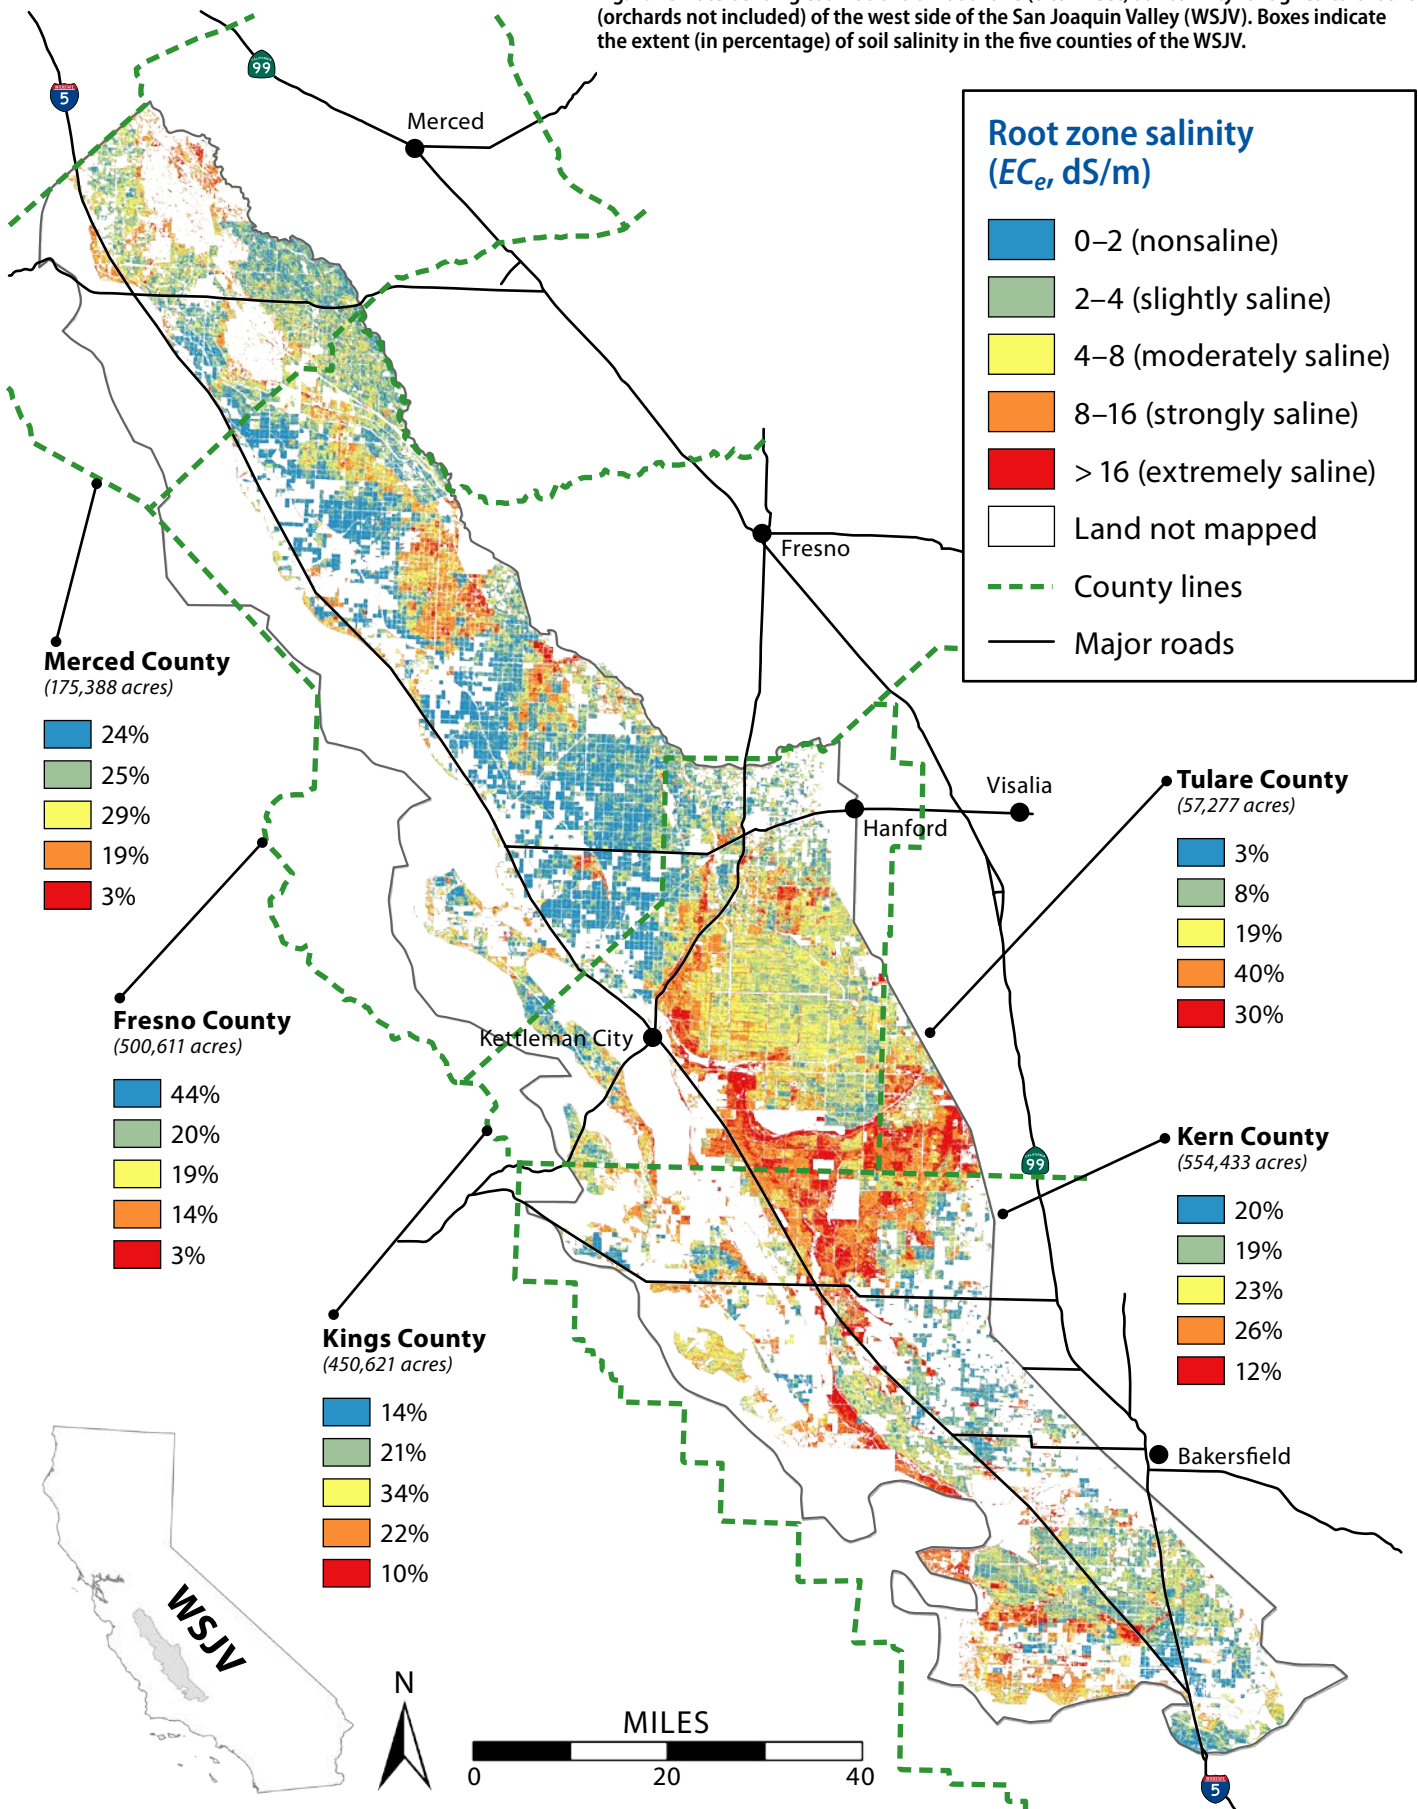 (orchards not included) of the west side of the San Joaquin Valley (WSJV). Boxes indicate
the extent (in percentage) of soil salinity in the five counties of the WSJV.
99
5
Merced
Root zone salinity
(ECe, dS/m)
0–2 (nonsaline)
2–4 (slightly saline)
4–8 (moderately saline)
8–16 (strongly saline)
> 16 (extremely saline)
Land not mapped
County lines
Major roads
Fresno
Merced County
(175,388 acres)
24%
25%
29%
19%
3%
Visalia
Hanford
Tulare County
(57,277 acres)
3%
8%
19%
40%
30%
Fresno County
(500,611 acres)
44%
20%
19%
14%
3%
Kettleman City
Kern County
(554,433 acres)
20%
19%
23%
26%
12%
99
Kings County
(450,621 acres)
14%
21%
34%
22%
10%
Bakersfield
WSJV
N
MILES
0 20 40
5